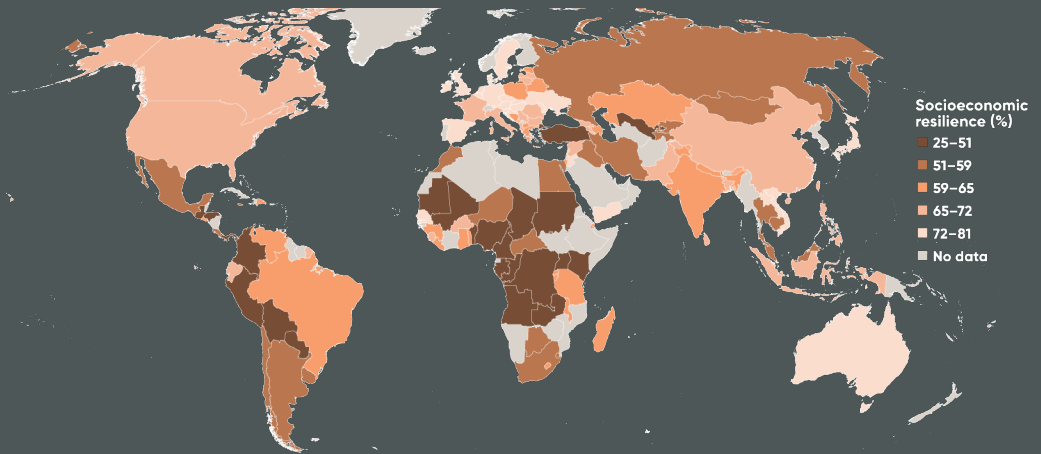 Socioeconomic
resilience (%)
25–51
51–59
59–65
65–72
72–81
No data